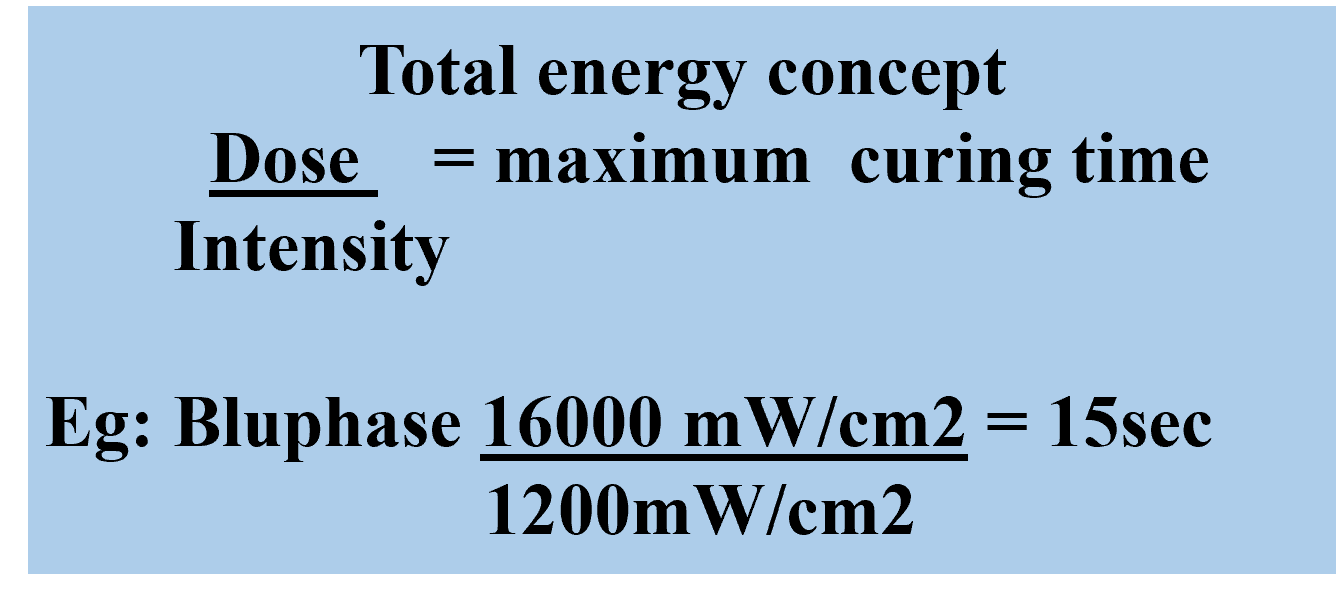 Total energy concept
Dose = maximum curing time
Intensity
Eg: Bluphase 16000 mW/cm2 = 15sec
1200mW/cm2